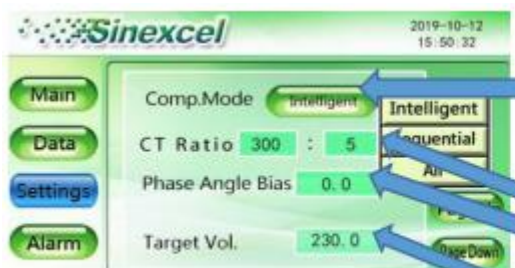 Sinexcel
2019-10-12
15:50:32
Main
Comp.Mode Intelligent
Intelligent
Data
CT Ratio 300 : 5
Settings
Phase Angle Bias 0.0
Alarm
Target Vol. 230.0